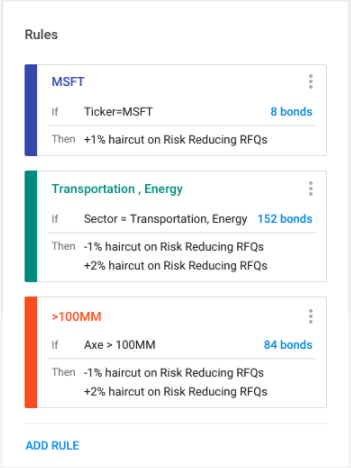 Rules
MSFT
If Ticker=MSFT 8 bonds
Then +1% haircut on Risk Reducing RFQs
Transportation , Energy
If Sector = Transportation, Energy 152 bonds
Then -1% haircut on Risk Reducing RFQs
+2% haircut on Risk Reducing RFQs
>100MM
If Axe > 100MM 84 bonds
Then -1% haircut on Risk Reducing RFQs
+2% haircut on Risk Reducing RFQs
ADD RULE